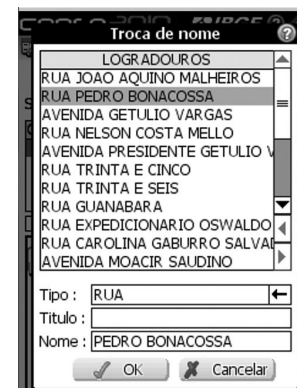 Troca de nome
LOGRADOUROS
RUA JOAO AQUINO MALHEIROS
RUA PEDRO BONACOSSA
AVENIDA GETULIO VARGAS
RUA NELSON COSTA MELLO
AVENIDA PRESIDENTE GETULIO V
RUA TRINTA E CINCO
RUA TRINTA E SEIS
RUA GUANABARA
RUA EXPEDICIONARIO OSWALDO
RUA CAROLINA GABURRO SALVAD
AVENIDA MOACIR SAUDINO
Tipo : RUA
Titulo :
Nome : PEDRO BONACOSSA
OK Cancelar